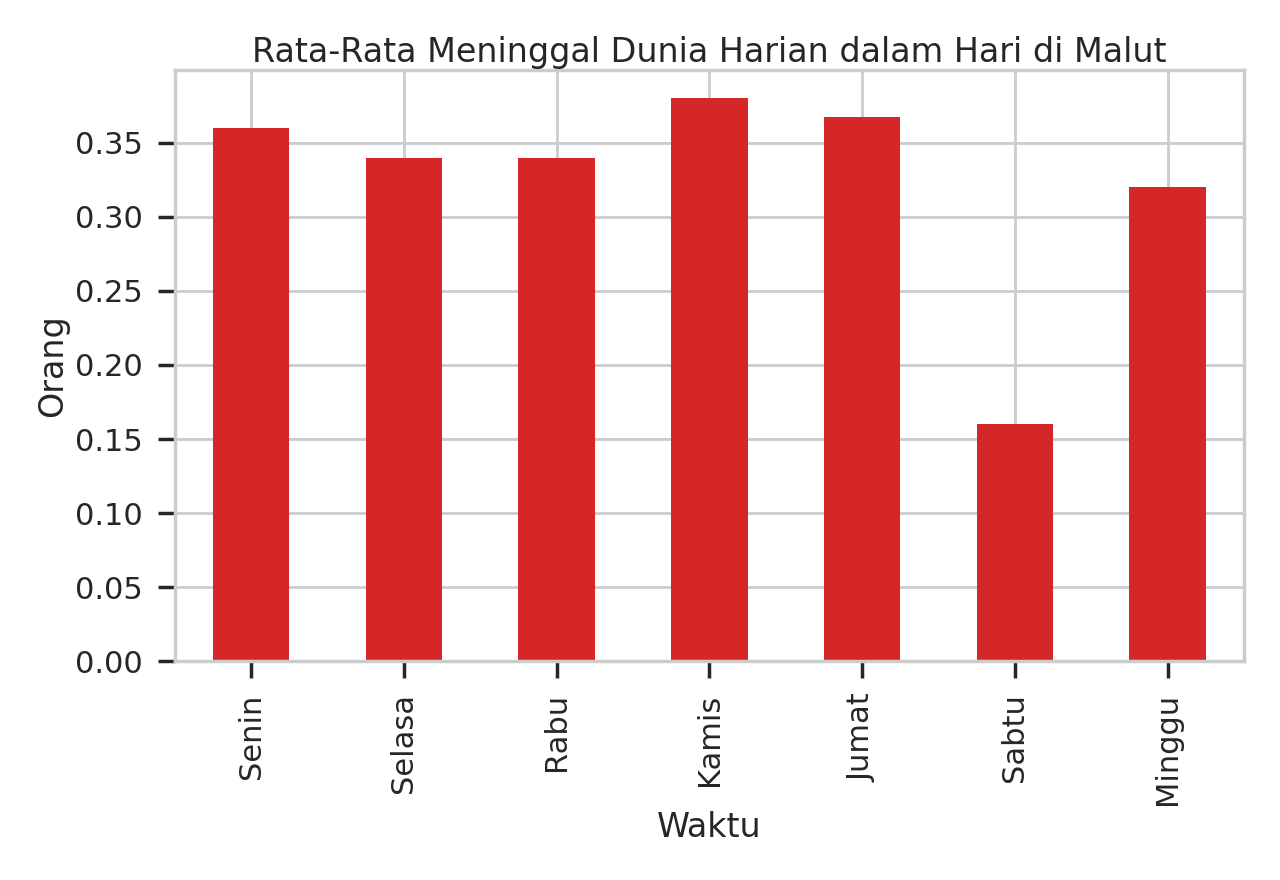 Rata-Rata Meninggal Dunia Harian dalam Hari di Malut
0.35
0.30
0.25
0.20
0.15
0.10
0.05
0.00
Orang
Senin
Selasa
Rabu
Kamis
Jumat
Sabtu
Minggu
Waktu